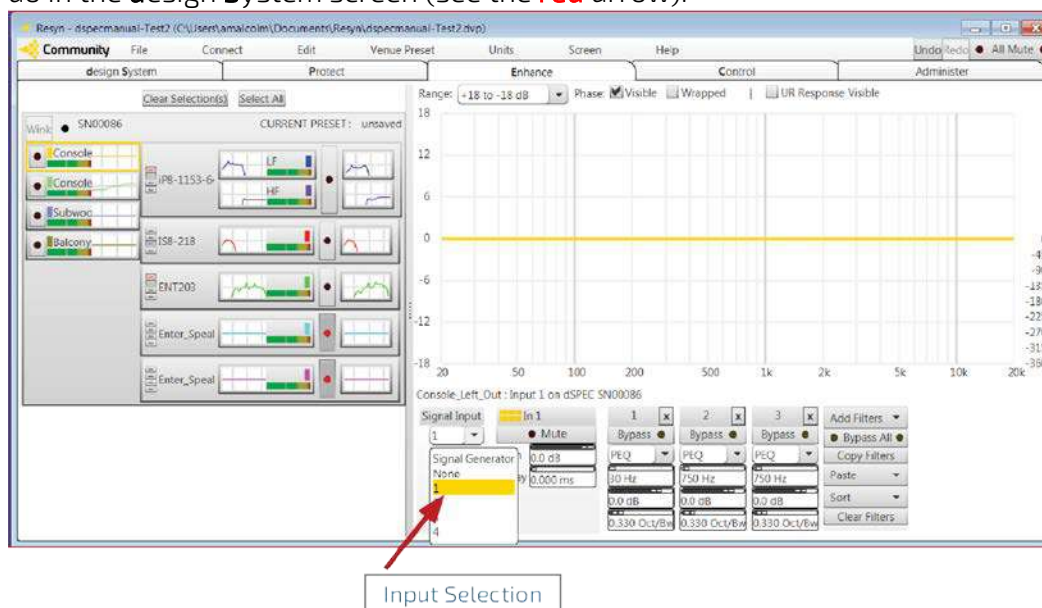 do in the design System screen (see the red arrow).
Resyn - dspecmanual-Test2 (C:\Users\amalcolm\Documents\Resyn\dspecmanual-Test2.dvp)
Community File Connect Edit Venue Preset Units Screen Help Undo Redo All Mute
design System Protect Enhance Control Administer
Clear Selection(s) Select All
Range: +18 to -18 dB Phase: Visible Wrapped | UR Response Visible
Wink SN00086 CURRENT PRESET: unsaved
Console
Console
Subwoo
Balcony
iP8-1153-6
LF
HF
IS8-218
ENT203
Enter_Speal
Enter_Speal
18
12
6
0
-6
-12
-18
20 50 100 200 500 1k 2k 5k 10k 20k
Console_Left_Out : Input 1 on dSPEC SN00086
Signal Input In 1 1 x 2 x 3 x Add Filters
1 Mute Bypass Bypass Bypass Bypass All
Signal Generator 0.0 dB PEQ PEQ PEQ Copy Filters
None 0.000 ms 30 Hz 750 Hz 750 Hz Paste
1 0.0 dB 0.0 dB 0.0 dB Sort
4 0.330 Oct/Bw 0.330 Oct/Bw 0.330 Oct/Bw Clear Filters
Input Selection